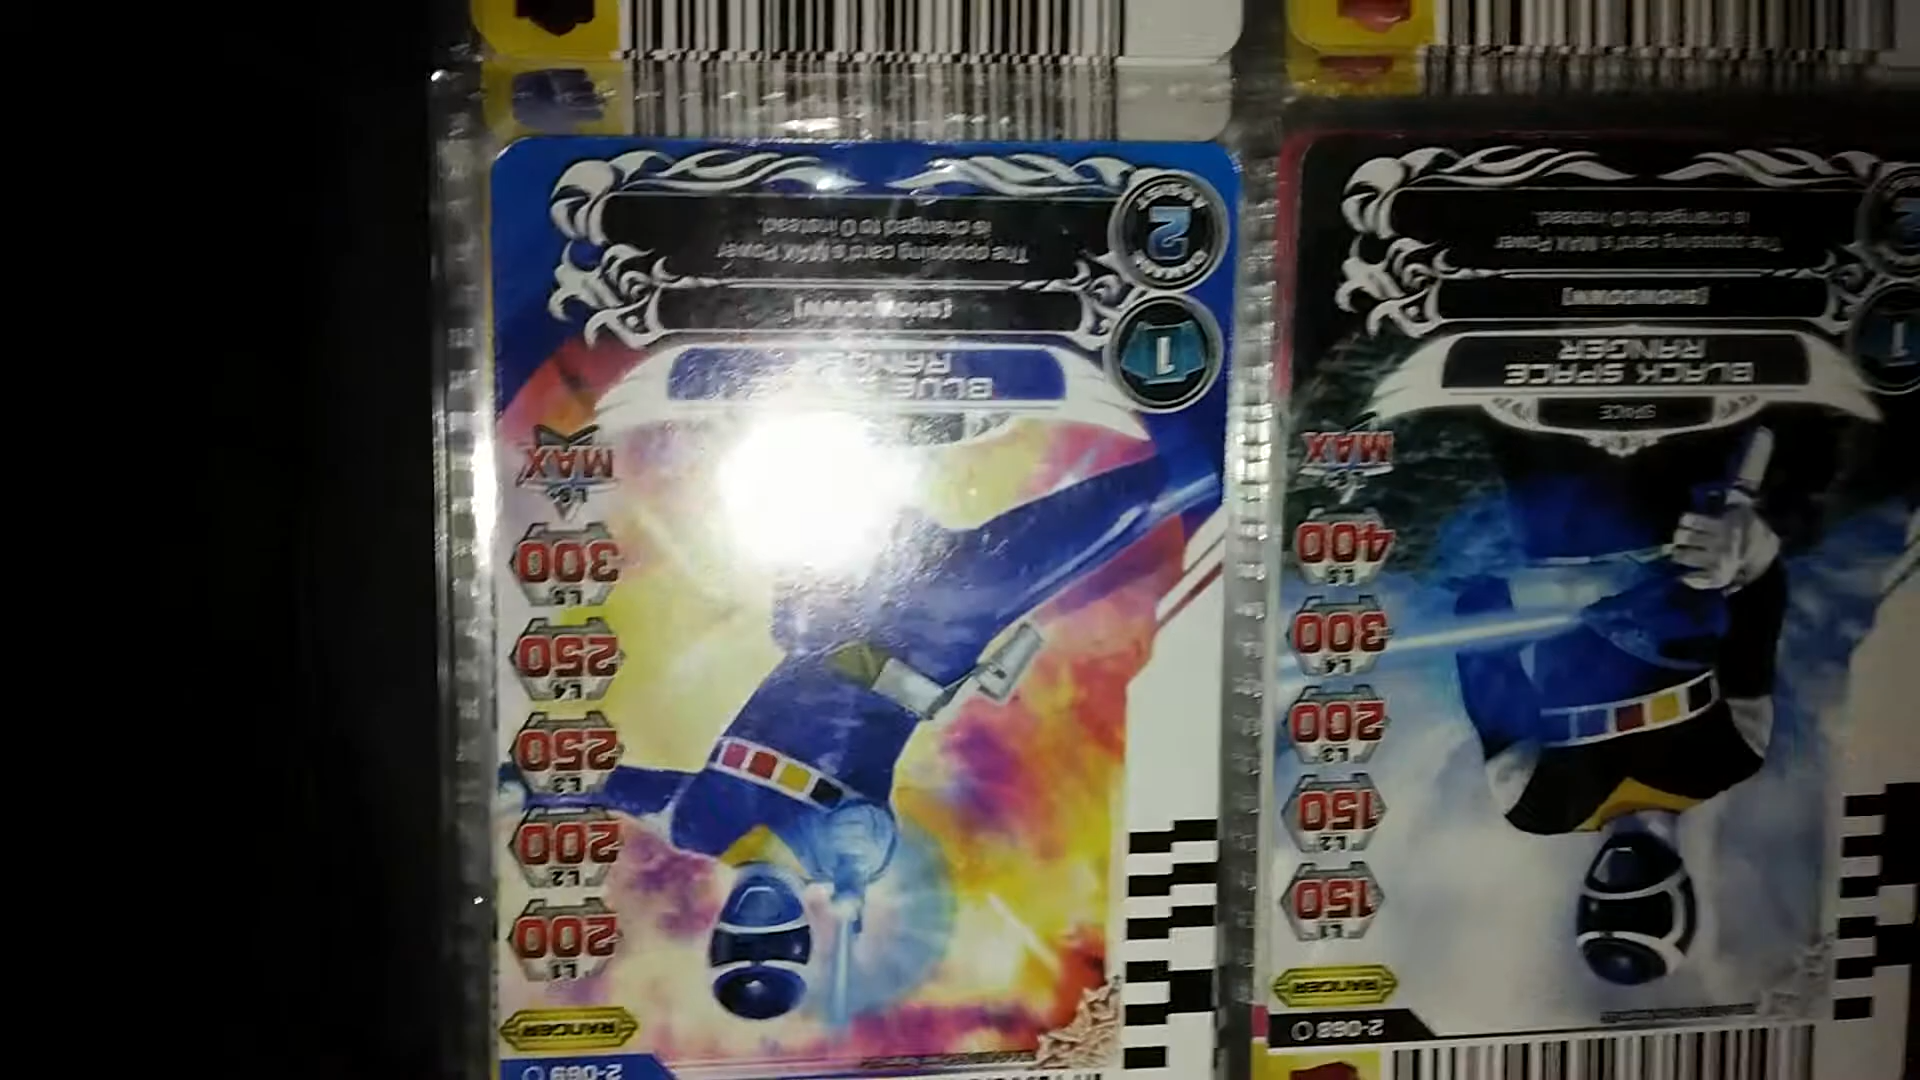 2-068
RANGER
L1
150
L2
150
L3
200
L4
300
L5
400
MAX
SPACE
BLACK SPACE
RANGER
[SHOWDOWN]
The opposing card's MAX Power
is changed to 0 instead.
1
2
2-069
RANGER
L1
200
L2
200
L3
250
L4
250
L5
300
MAX
BLUE
[SHOWDOWN]
The opposing card's MAX Power
is changed to 0 instead.
1
2